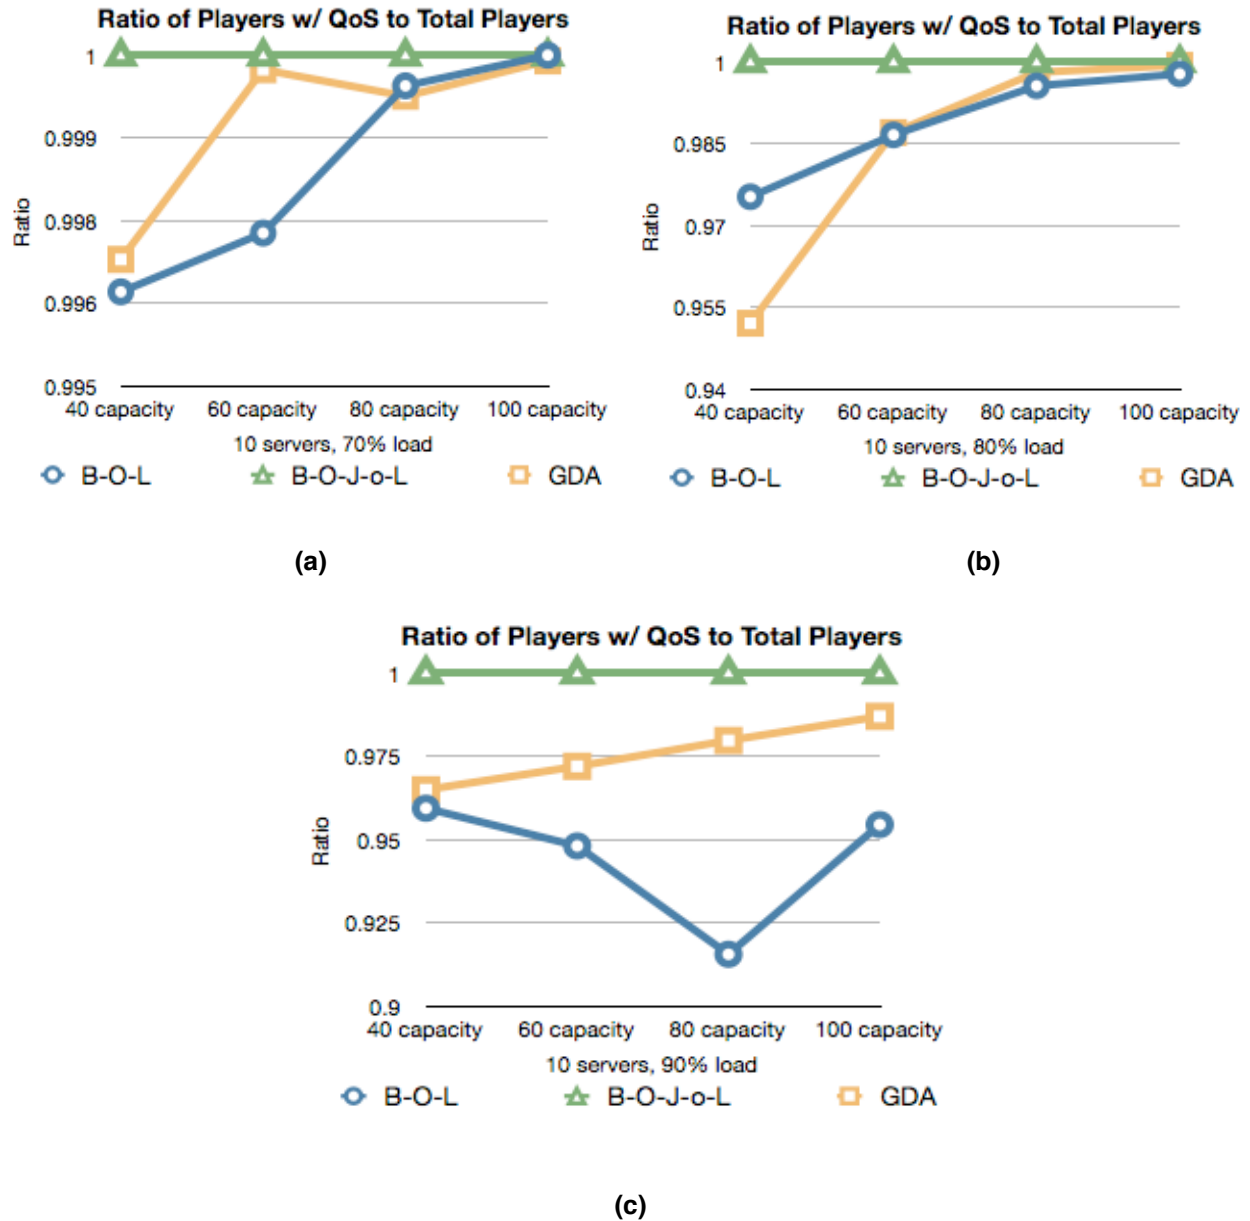 Ratio of Players w/ QoS to Total Players
1
0.999
0.998
0.996
0.995
Ratio
40 capacity 60 capacity 80 capacity 100 capacity
10 servers, 70% load
B-O-L B-O-J-o-L GDA
(a)
Ratio of Players w/ QoS to Total Players
1
0.985
0.97
0.955
0.94
Ratio
40 capacity 60 capacity 80 capacity 100 capacity
10 servers, 80% load
B-O-L B-O-J-o-L GDA
(b)
Ratio of Players w/ QoS to Total Players
1
0.975
0.95
0.925
0.9
Ratio
40 capacity 60 capacity 80 capacity 100 capacity
10 servers, 90% load
B-O-L B-O-J-o-L GDA
(c)